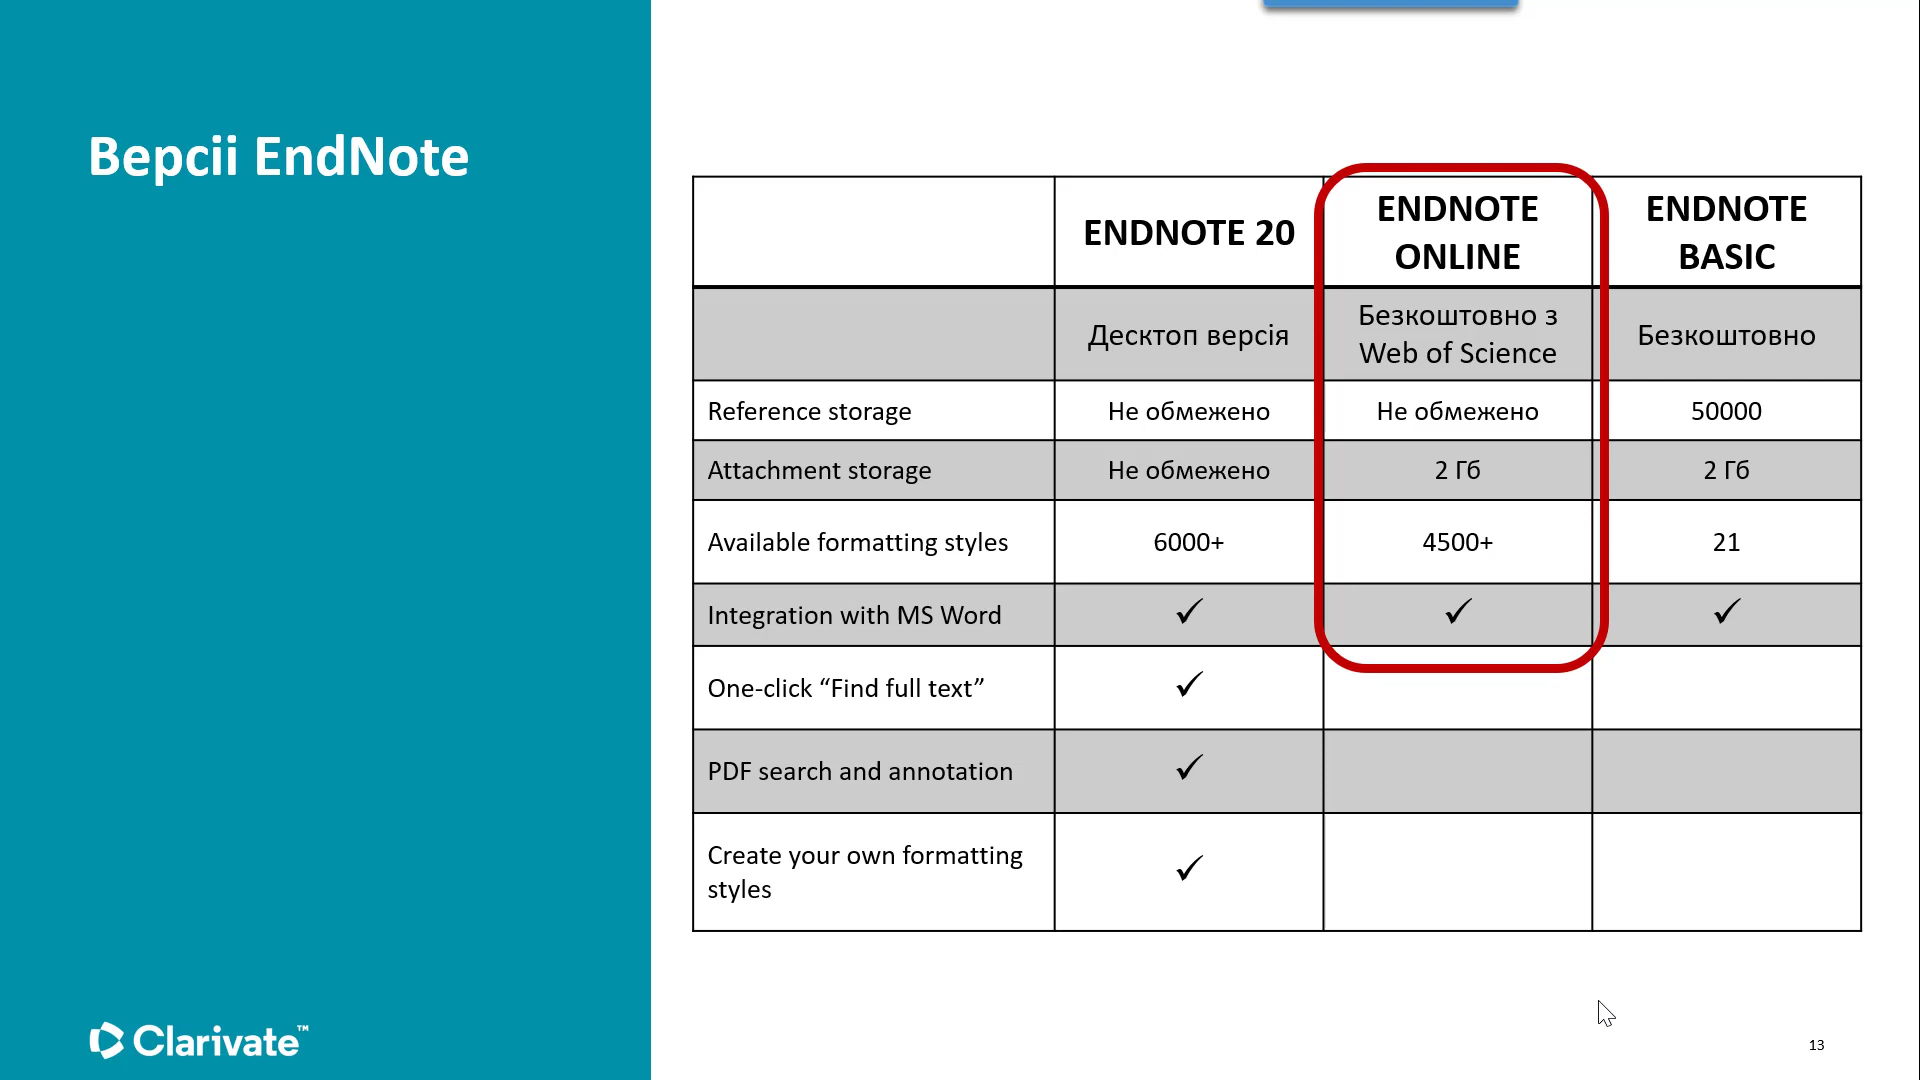 Версії EndNote
ENDNOTE 20
ENDNOTE
ONLINE
ENDNOTE
BASIC
Десктоп версія
Безкоштовно з
Web of Science
Безкоштовно
Reference storage
Не обмежено
Не обмежено
50000
Attachment storage
Не обмежено
2 Гб
2 Гб
Available formatting styles
6000+
4500+
21
Integration with MS Word
✓
✓
✓
One-click “Find full text”
✓
PDF search and annotation
✓
Create your own formatting
styles
✓
Clarivate™
13